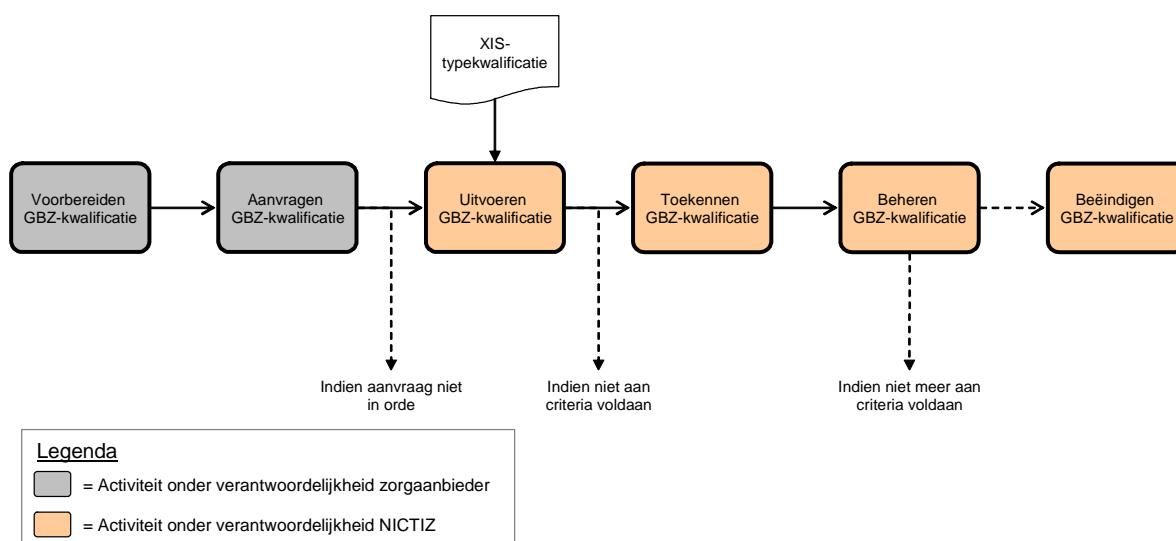 XIS-
typekwalificatie
Voorbereiden
GBZ-kwalificatie
Aanvragen
GBZ-kwalificatie
Uitvoeren
GBZ-kwalificatie
Toekennen
GBZ-kwalificatie
Beheren
GBZ-kwalificatie
Beëindigen
GBZ-kwalificatie
Indien aanvraag niet
in orde
Indien niet aan
criteria voldaan
Indien niet meer aan
criteria voldaan
Legenda
= Activiteit onder verantwoordelijkheid zorgaanbieder
= Activiteit onder verantwoordelijkheid NICTIZ